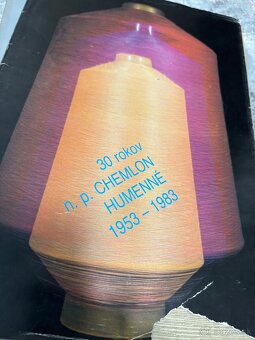 30 rokov
n. p. CHEMLON
HUMENNÉ
1953 – 1983